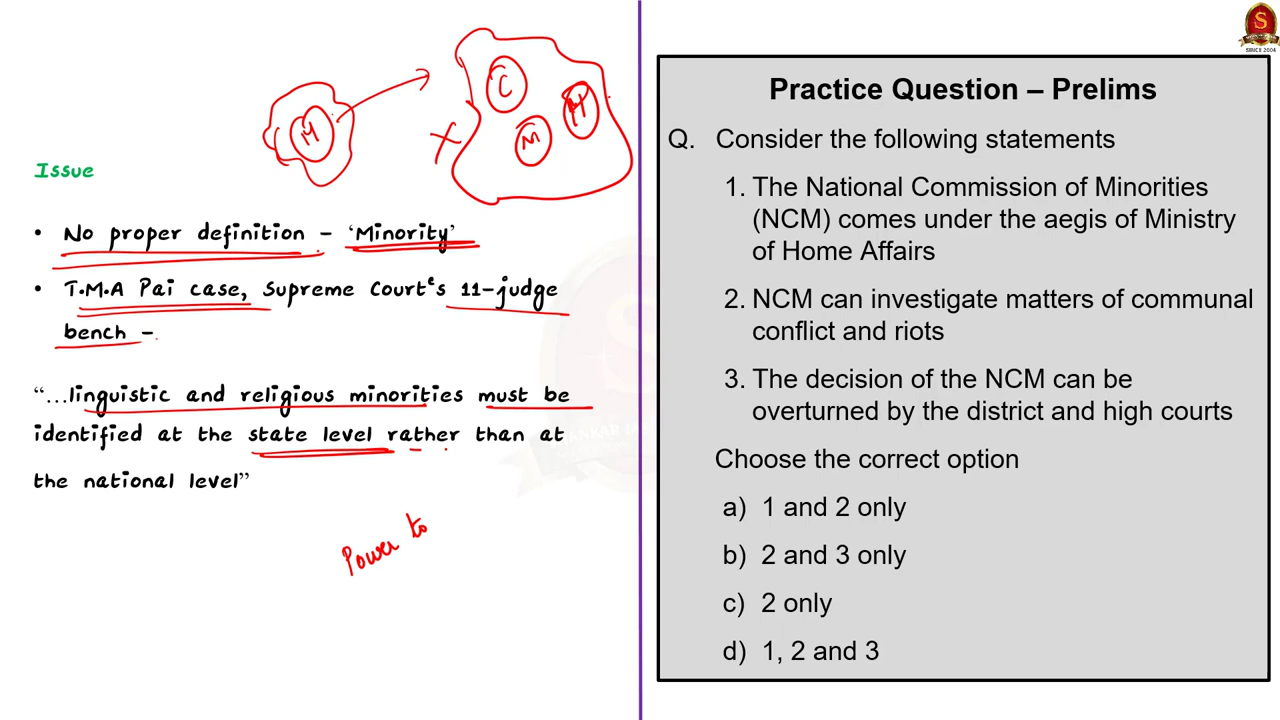 Issue
• No proper definition – ‘Minority’
• T.M.A Pai case, Supreme Court's 11-judge
bench –
“...linguistic and religious minorities must be
identified at the state level rather than at
the national level”
Power to
M
C
M
H
X
S
SINCE 2004
Practice Question – Prelims
Q. Consider the following statements
1. The National Commission of Minorities
(NCM) comes under the aegis of Ministry
of Home Affairs
2. NCM can investigate matters of communal
conflict and riots
3. The decision of the NCM can be
overturned by the district and high courts
Choose the correct option
a) 1 and 2 only
b) 2 and 3 only
c) 2 only
d) 1, 2 and 3